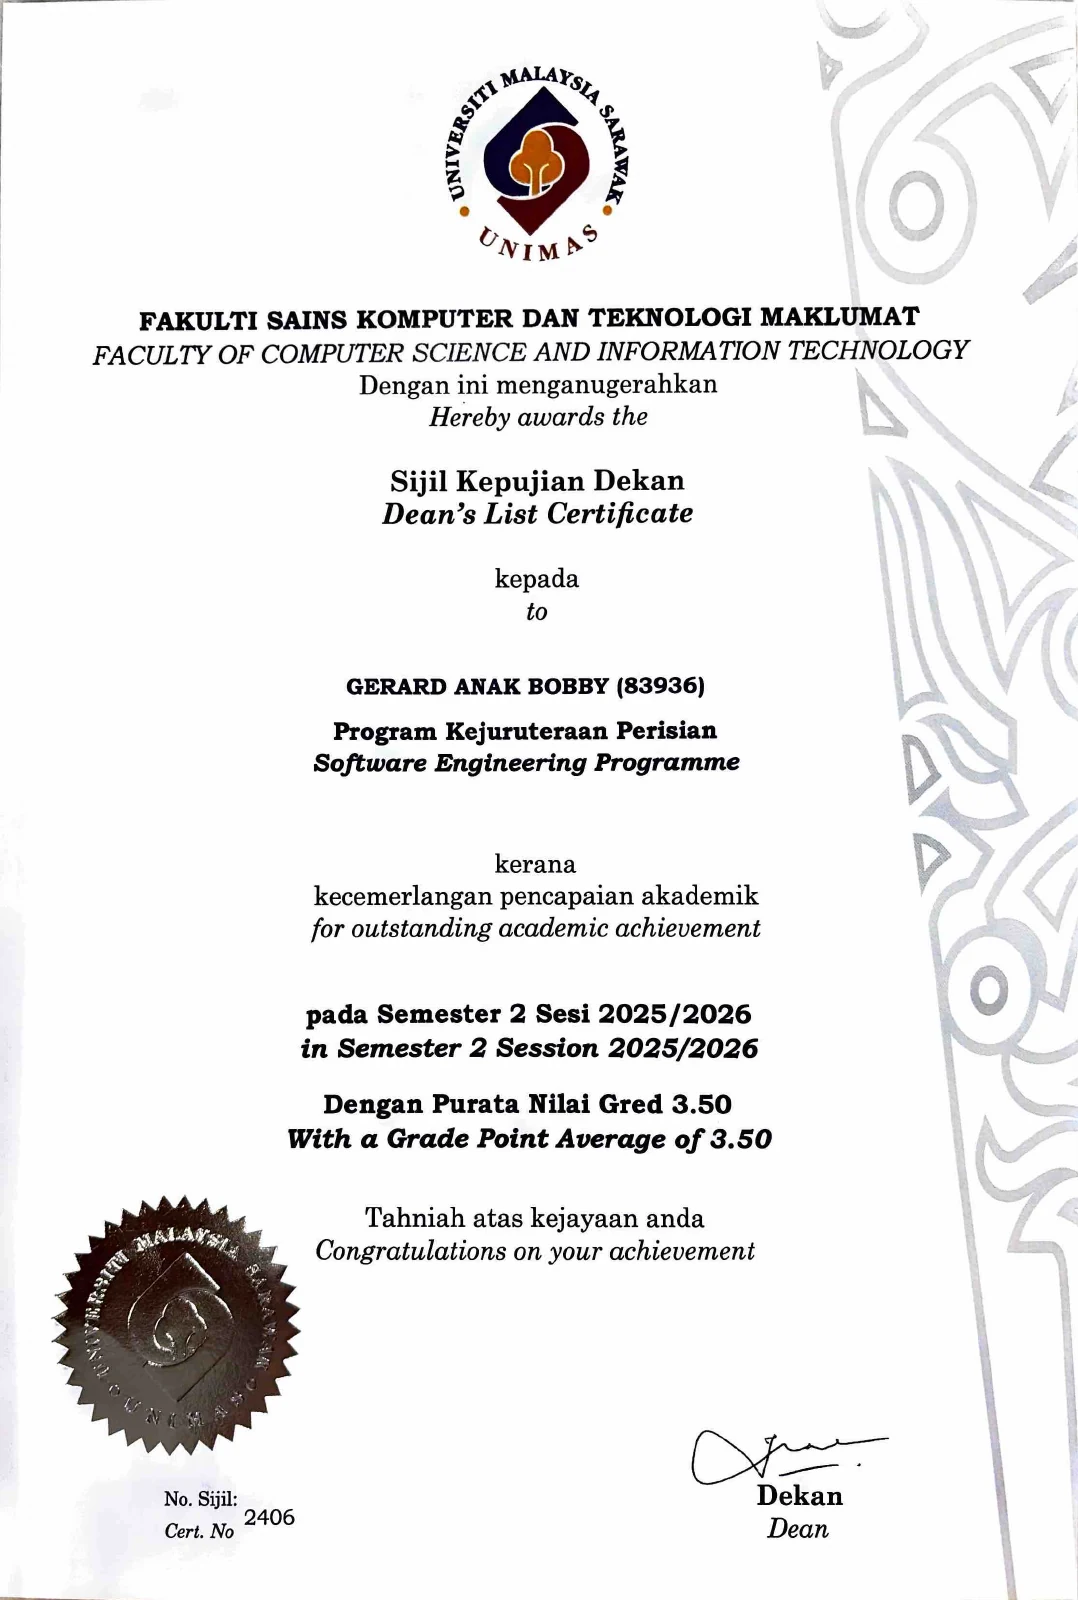 UNIVERSITI MALAYSIA SARAWAK
UNIMAS
FAKULTI SAINS KOMPUTER DAN TEKNOLOGI MAKLUMAT
FACULTY OF COMPUTER SCIENCE AND INFORMATION TECHNOLOGY
Dengan ini menganugerahkan
Hereby awards the
Sijil Kepujian Dekan
Dean's List Certificate
kepada
to
GERARD ANAK BOBBY (83936)
Program Kejuruteraan Perisian
Software Engineering Programme
kerana
kecemerlangan pencapaian akademik
for outstanding academic achievement
pada Semester 2 Sesi 2025/2026
in Semester 2 Session 2025/2026
Dengan Purata Nilai Gred 3.50
With a Grade Point Average of 3.50
Tahniah atas kejayaan anda
Congratulations on your achievement
UNIVERSITI MALAYSIA SARAWAK
UNIMAS
No. Sijil:
Cert. No 2406
Dekan
Dean